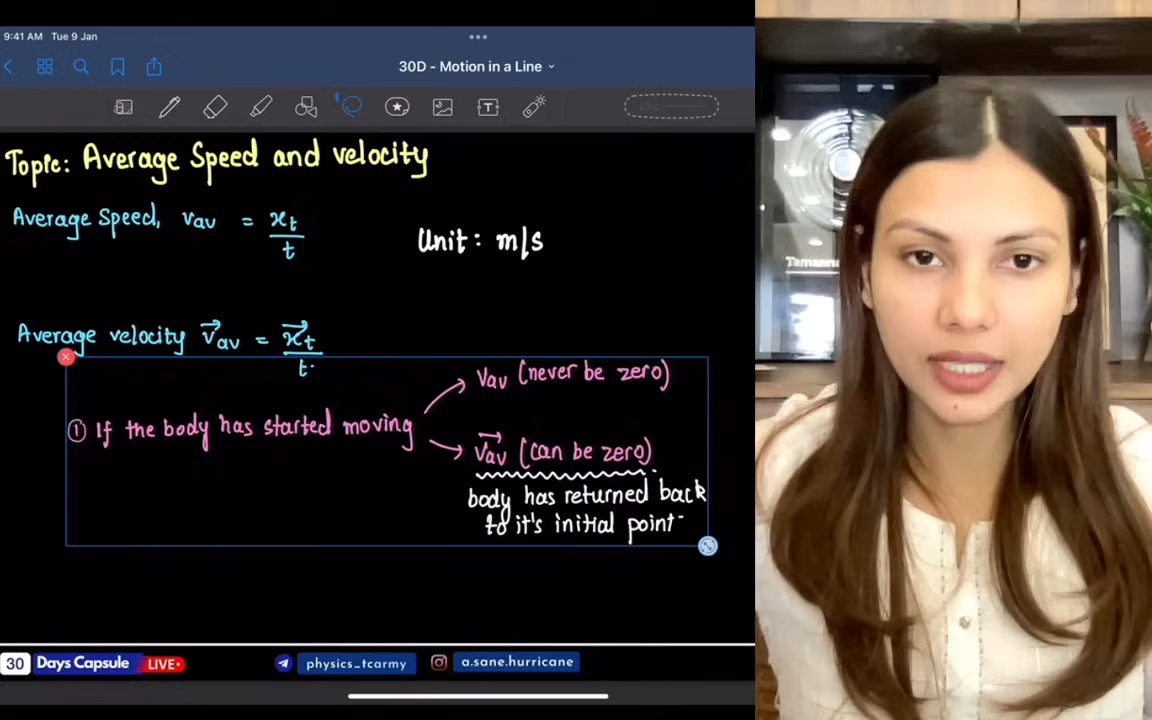 9:41 AM Tue 9 Jan
30D - Motion in a Line
Topic: Average Speed and velocity
Average Speed, vav = xt/t
Unit: m/s
Average velocity v⃗av = x⃗t/t
vav (never be zero)
① If the body has started moving
v⃗av (can be zero)
body has returned back
to it's initial point
30 Days Capsule LIVE
physics_tcarmy
a.sane.hurricane